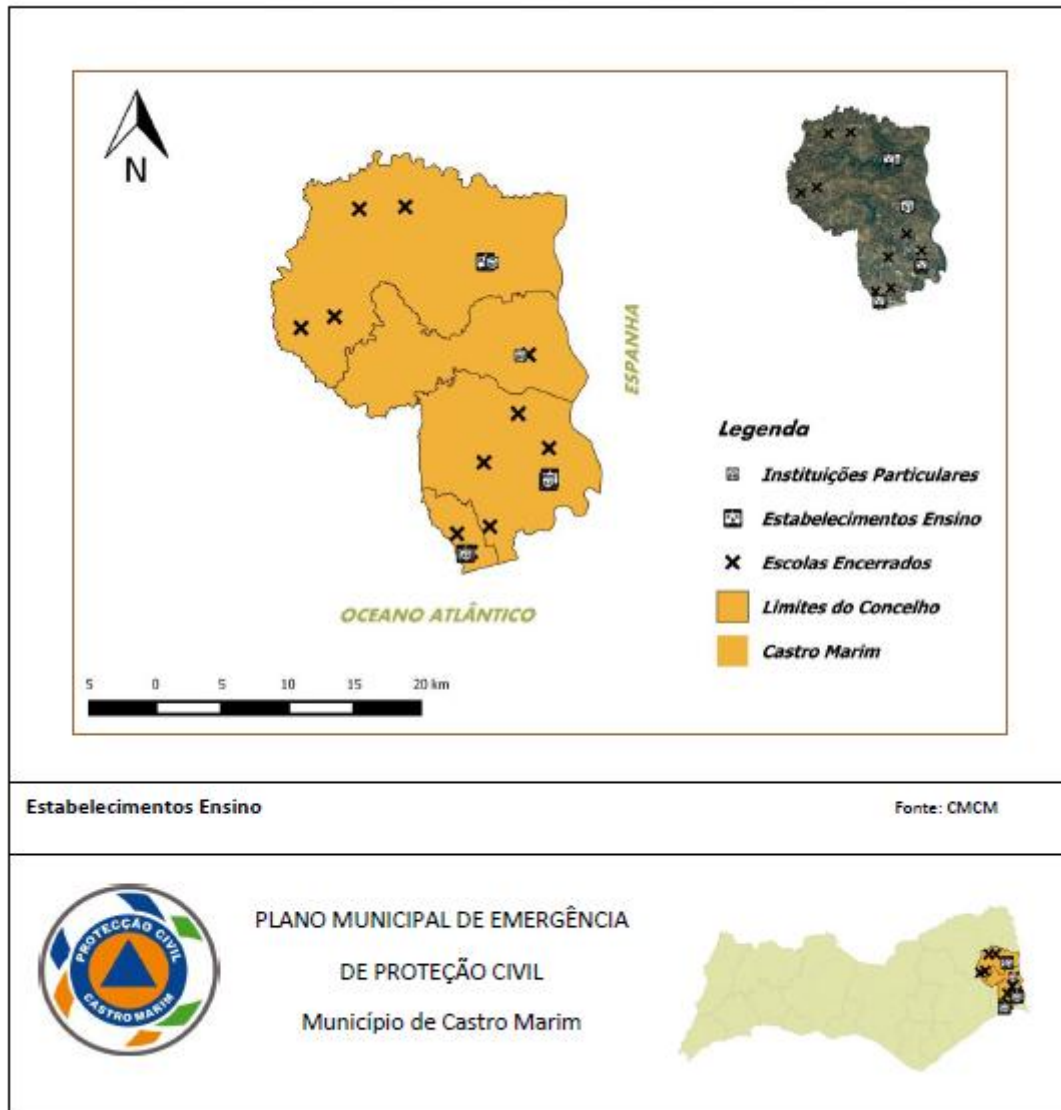 N
ESPANHA
OCEANO ATLÂNTICO
Legenda
Instituições Particulares
Estabelecimentos Ensino
Escolas Encerrados
Limites do Concelho
Castro Marim
5 0 5 10 15 20 km
Estabelecimentos Ensino
Fonte: CMCM
PROTECÇÃO CIVIL
CASTRO MARIM
PLANO MUNICIPAL DE EMERGÊNCIA
DE PROTEÇÃO CIVIL
Município de Castro Marim